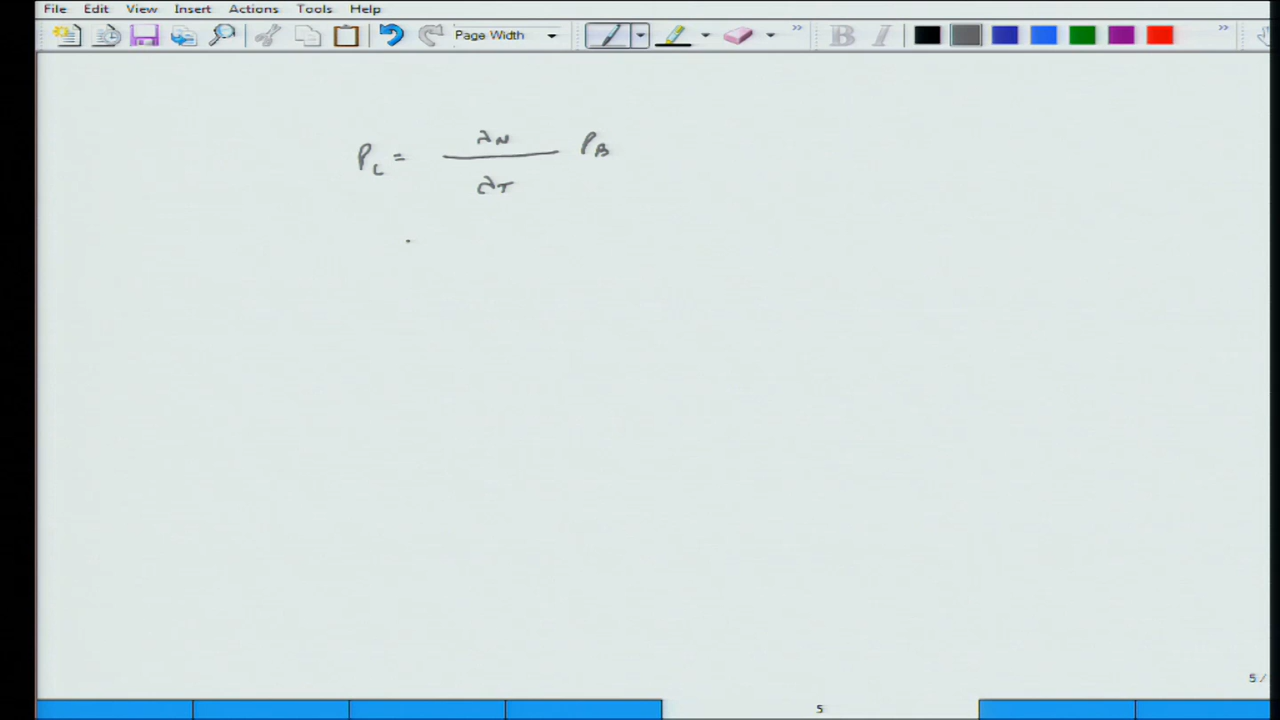 File Edit View Insert Actions Tools Help
Page Width
B I
P_L = λN / λT P_B
5 /
5